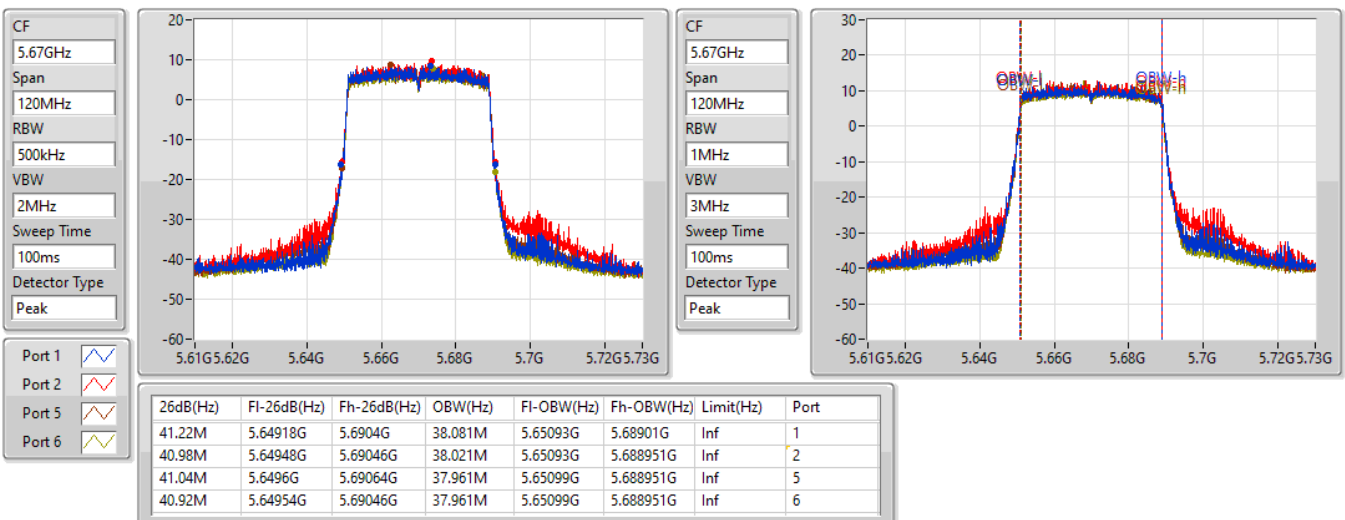 CF
5.67GHz
Span
120MHz
RBW
500kHz
VBW
2MHz
Sweep Time
100ms
Detector Type
Peak
20
10
0
-10
-20
-30
-40
-50
-60
5.61G 5.62G 5.64G 5.66G 5.68G 5.7G 5.72G 5.73G
CF
5.67GHz
Span
120MHz
RBW
1MHz
VBW
3MHz
Sweep Time
100ms
Detector Type
Peak
30
20
10
0
-10
-20
-30
-40
-50
-60
OBW-l OBW-h
5.61G 5.62G 5.64G 5.66G 5.68G 5.7G 5.72G 5.73G
Port 1
Port 2
Port 5
Port 6
26dB(Hz) Fl-26dB(Hz) Fh-26dB(Hz) OBW(Hz) Fl-OBW(Hz) Fh-OBW(Hz) Limit(Hz) Port
41.22M 5.64918G 5.6904G 38.081M 5.65093G 5.68901G Inf 1
40.98M 5.64948G 5.69046G 38.021M 5.65093G 5.688951G Inf 2
41.04M 5.6496G 5.69064G 37.961M 5.65099G 5.688951G Inf 5
40.92M 5.64954G 5.69046G 37.961M 5.65099G 5.688951G Inf 6